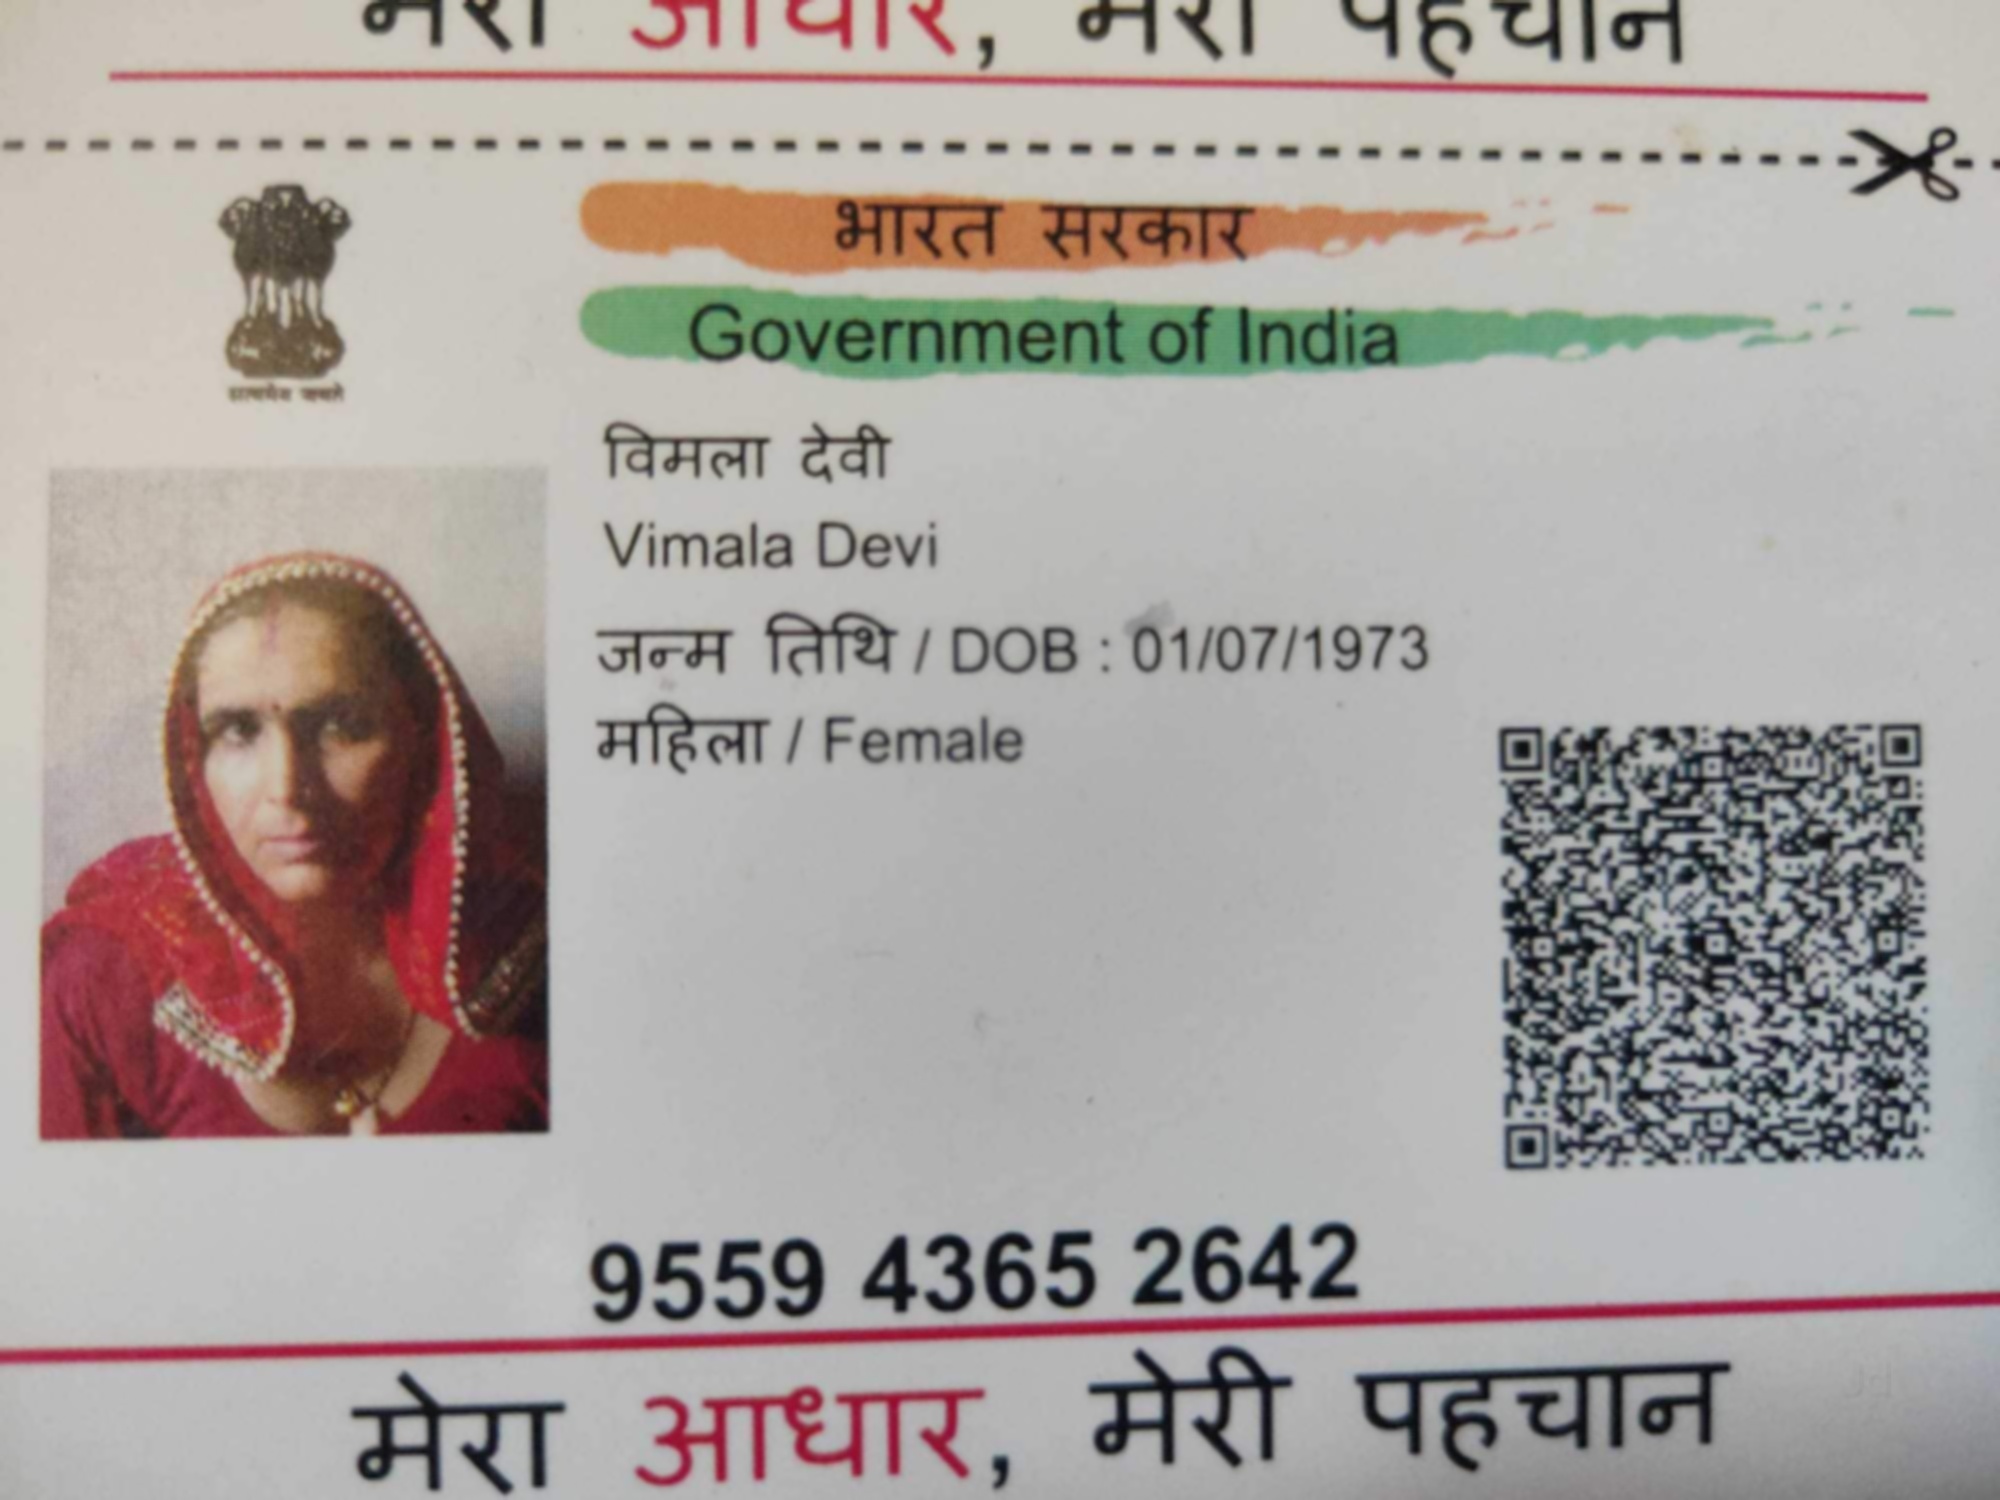 मेरा आधार, मेरी पहचान
भारत सरकार
Government of India
सत्यमेव जयते
विमला देवी
Vimala Devi
जन्म तिथि / DOB : 01/07/1973
महिला / Female
9559 4365 2642
मेरा आधार, मेरी पहचान